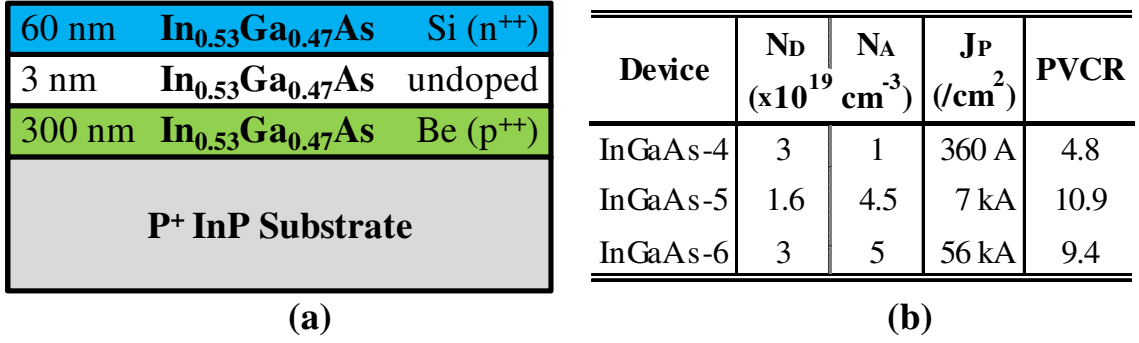 60 nm In0.53Ga0.47As Si (n++)
3 nm In0.53Ga0.47As undoped
300 nm In0.53Ga0.47As Be (p++)
P+ InP Substrate
(a)
Device ND NA JP PVCR
(x10^19 cm^-3) (/cm^2)
InGaAs-4 3 1 360 A 4.8
InGaAs-5 1.6 4.5 7 kA 10.9
InGaAs-6 3 5 56 kA 9.4
(b)